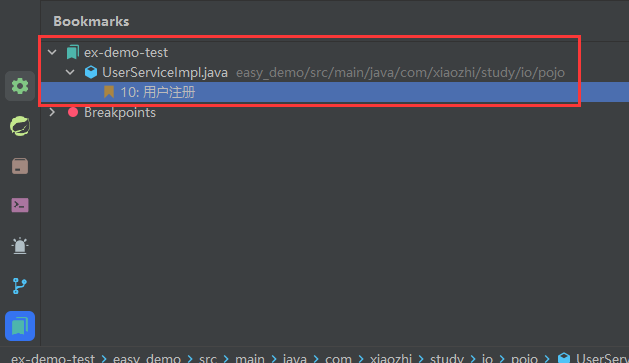 Bookmarks
ex-demo-test
UserServiceImpl.java easy_demo/src/main/java/com/xiaozhi/study/io/pojo
10: 用户注册
Breakpoints
ex-demo-test > easy_demo > src > main > java > com > xiaozhi > study > io > pojo > UserServ